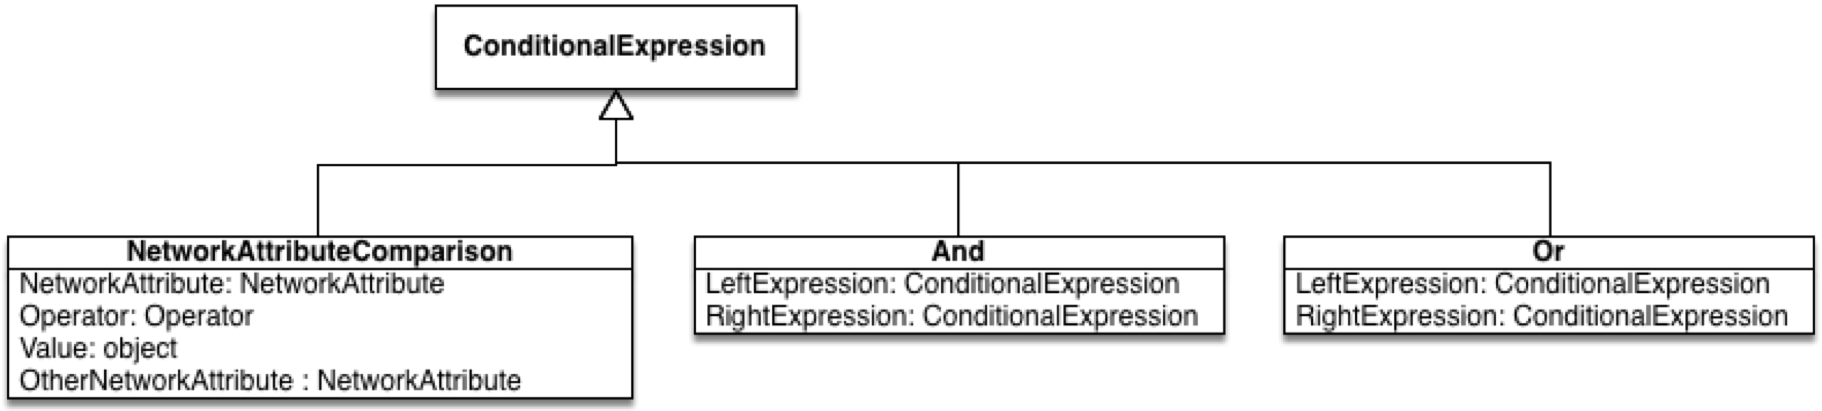 ConditionalExpression
NetworkAttributeComparison
NetworkAttribute: NetworkAttribute
Operator: Operator
Value: object
OtherNetworkAttribute : NetworkAttribute
And
LeftExpression: ConditionalExpression
RightExpression: ConditionalExpression
Or
LeftExpression: ConditionalExpression
RightExpression: ConditionalExpression